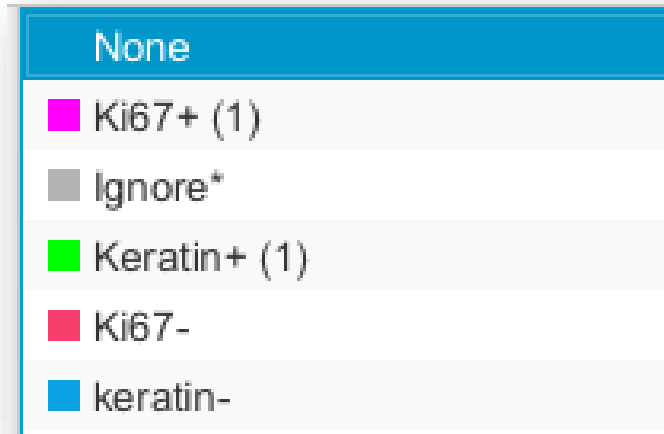 None
Ki67+ (1)
Ignore*
Keratin+ (1)
Ki67-
keratin-